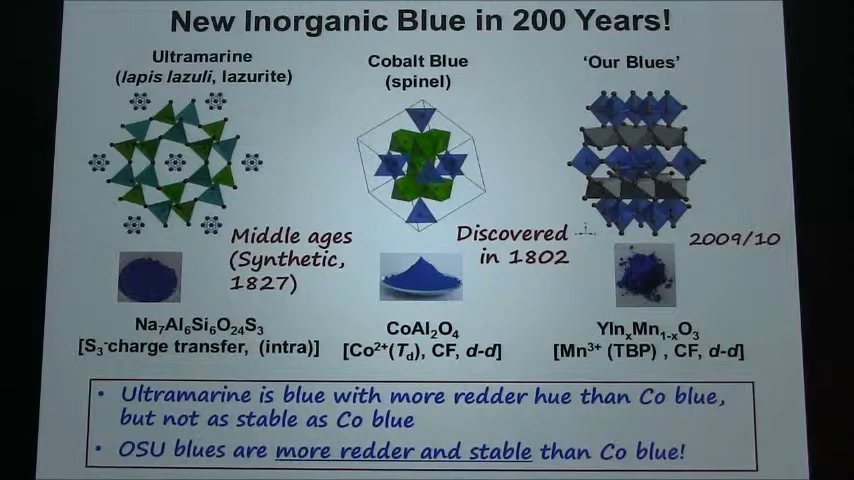 New Inorganic Blue in 200 Years!
Ultramarine
(lapis lazuli, lazurite)
Cobalt Blue
(spinel)
‘Our Blues’
Middle ages
(Synthetic,
1827)
Discovered
in 1802
2009/10
Na₇Al₆Si₆O₂₄S₃
[S₃⁻charge transfer, (intra)]
CoAl₂O₄
[Co²⁺(T_d), CF, d-d]
YInₓMn₁₋ₓO₃
[Mn³⁺ (TBP) , CF, d-d]
• Ultramarine is blue with more redder hue than Co blue,
but not as stable as Co blue
• OSU blues are more redder and stable than Co blue!